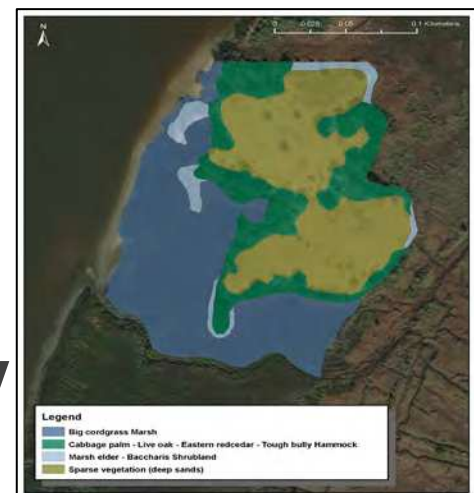 N
0 0.025 0.05 0.1 Kilometers
Legend
Big cordgrass Marsh
Cabbage palm - Live oak - Eastern redcedar - Tough bully Hammock
Marsh elder - Baccharis Shrubland
Sparse vegetation (deep sands)